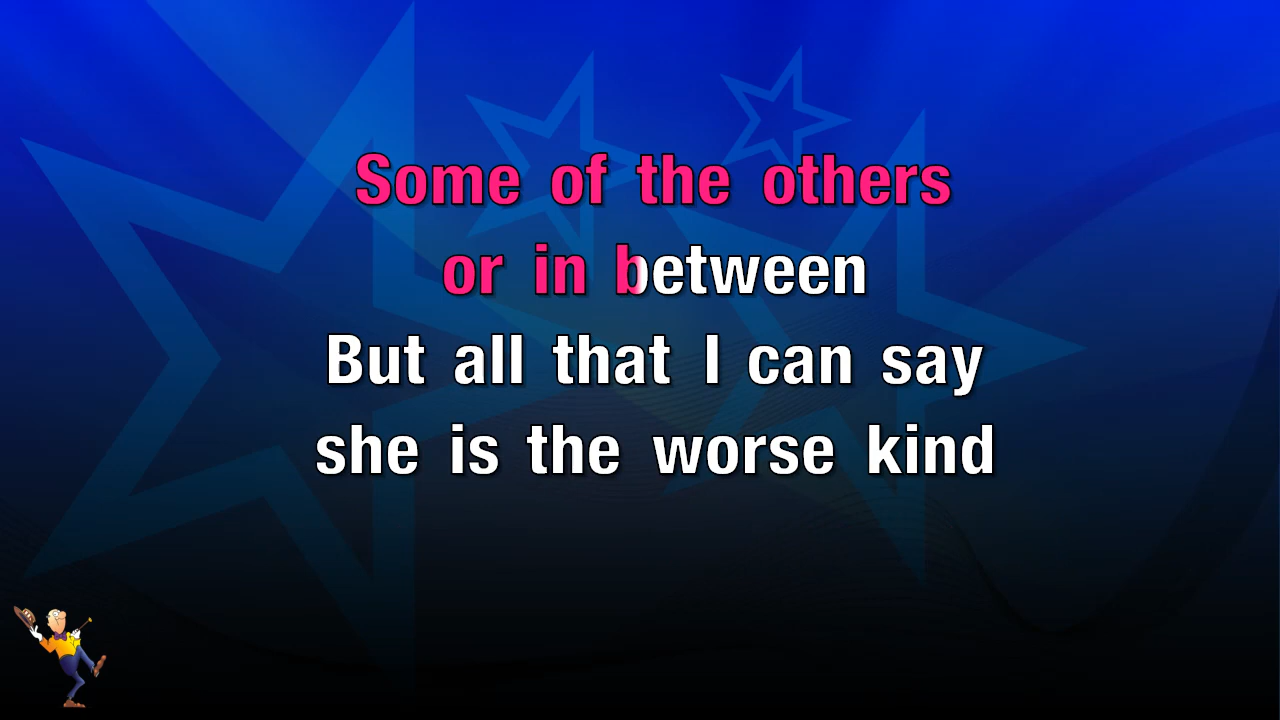 Some of the others
or in between
But all that I can say
she is the worse kind